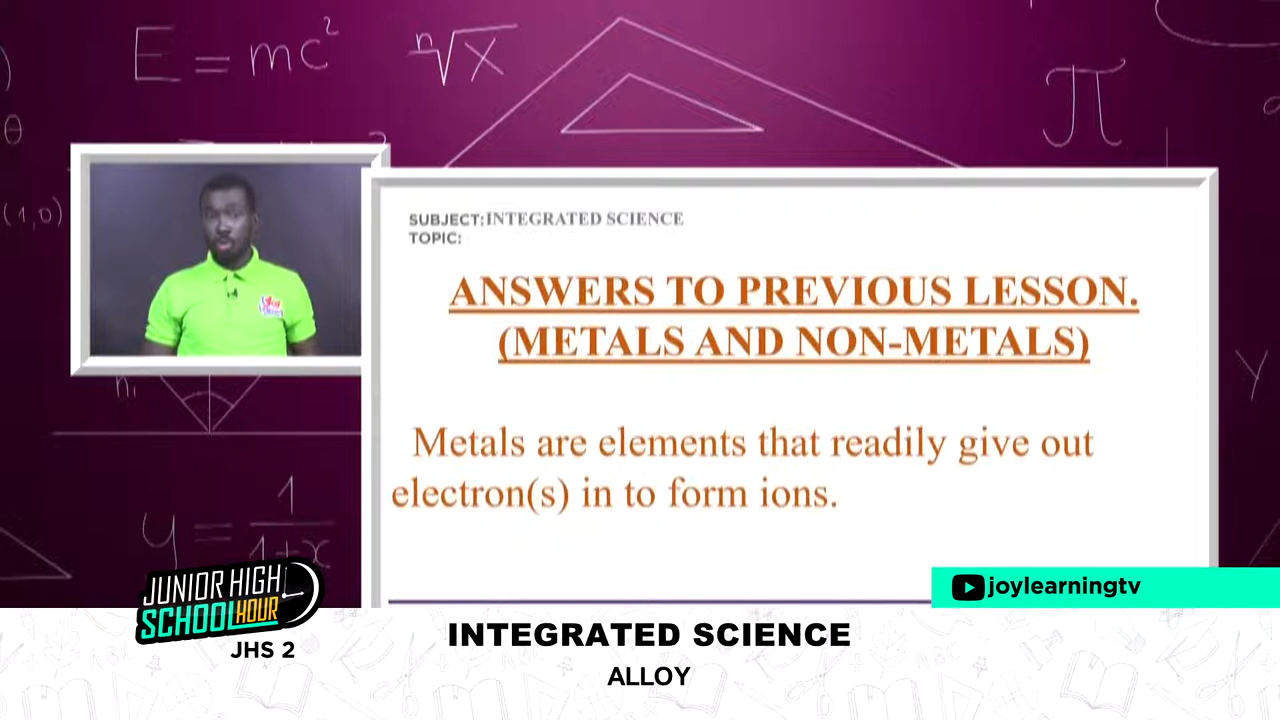 E = mc²
ⁿ√x
π
θ
(1,0)
SUBJECT:INTEGRATED SCIENCE
TOPIC:
ANSWERS TO PREVIOUS LESSON.
(METALS AND NON-METALS)
Metals are elements that readily give out
electron(s) in to form ions.
y = 1
1+x
Y
JUNIOR HIGH
SCHOOL HOUR
JHS 2
joylearningtv
INTEGRATED SCIENCE
ALLOY